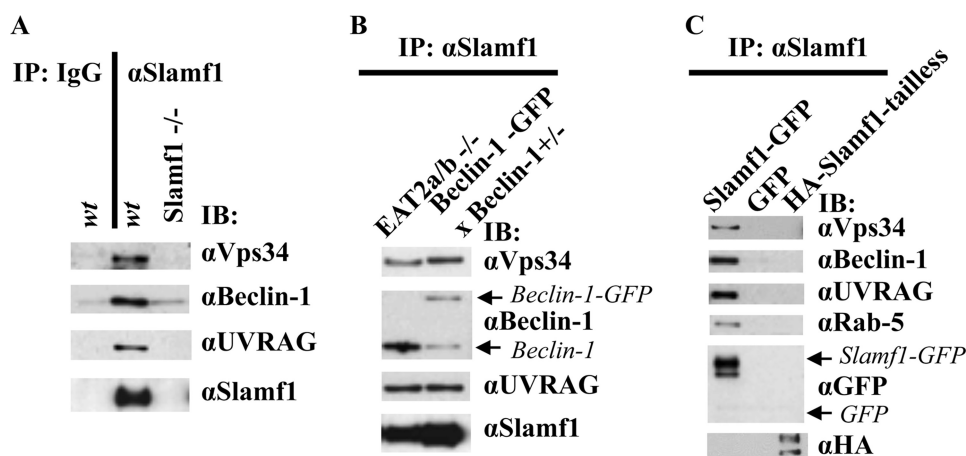 A
IP: IgG
αSlamf1
wt
wt
Slamf1 -/-
IB:
αVps34
αBeclin-1
αUVRAG
αSlamf1
B
IP: αSlamf1
EAT2a/b -/-
Beclin-1 -GFP
x Beclin-1+/-
IB:
αVps34
Beclin-1-GFP
αBeclin-1
Beclin-1
αUVRAG
αSlamf1
C
IP: αSlamf1
Slamf1-GFP
GFP
HA-Slamf1-tailless
IB:
αVps34
αBeclin-1
αUVRAG
αRab-5
Slamf1-GFP
αGFP
GFP
αHA